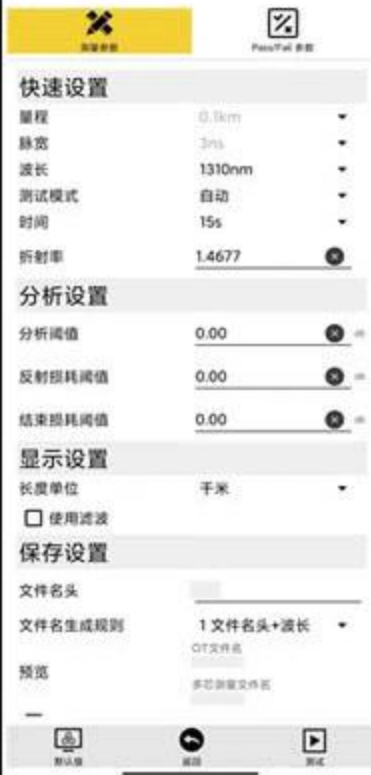 测量参数
Pass/Fail 参数
快速设置
量程 0.1km
脉宽 3ns
波长 1310nm
测试模式 自动
时间 15s
折射率 1.4677
分析设置
分析阈值 0.00 dB
反射损耗阈值 0.00 dB
结束损耗阈值 0.00 dB
显示设置
长度单位 千米
使用滤波
保存设置
文件名头
文件名生成规则 1 文件名头+波长
OT文件名
预览
多芯测量文件名
默认值 返回 测试